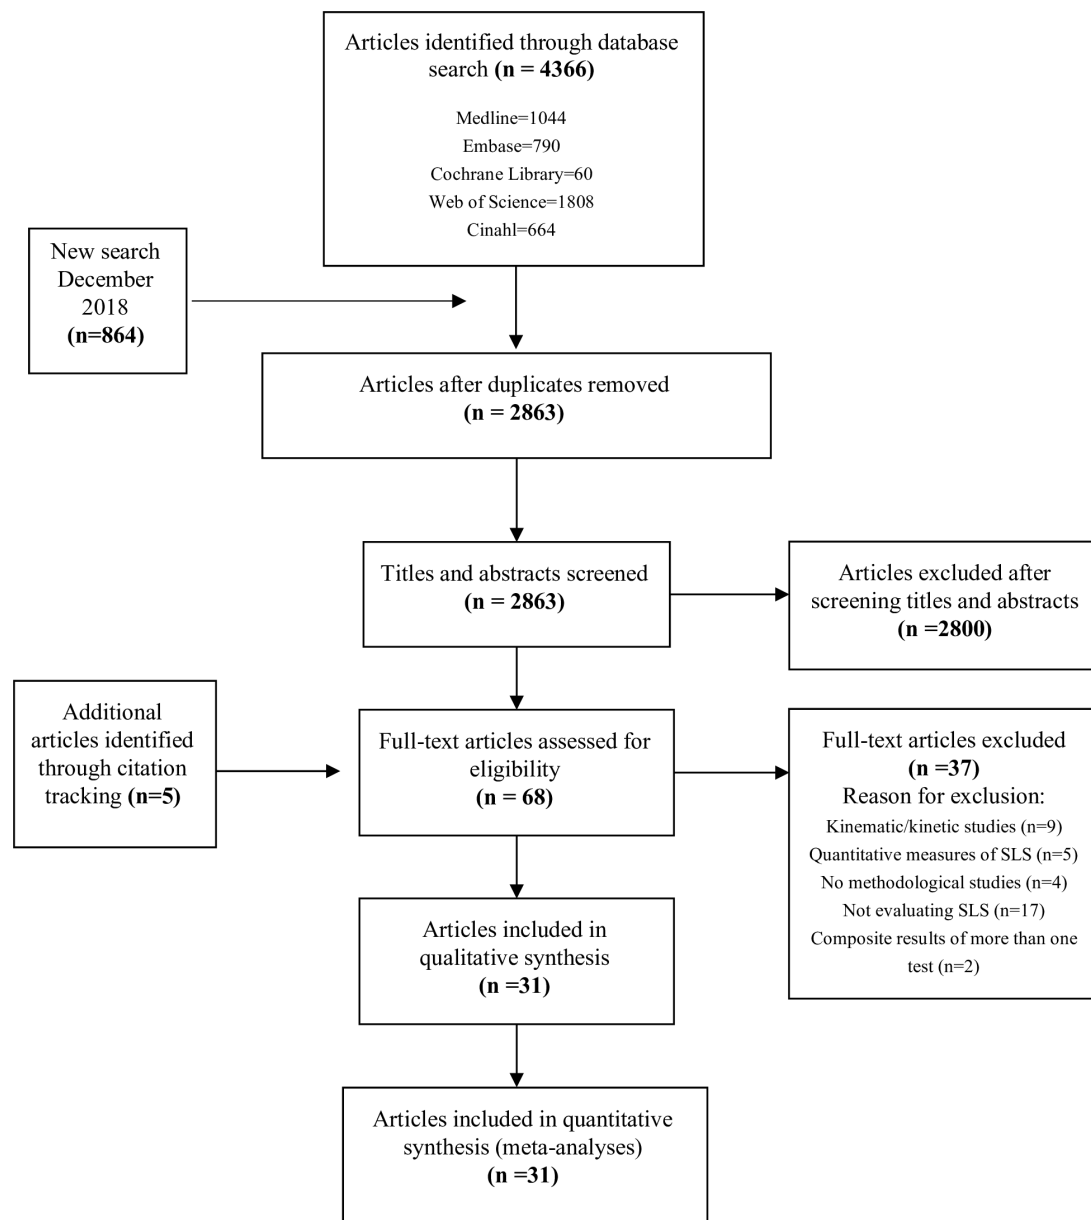 Articles identified through database
search (n = 4366)
Medline=1044
Embase=790
Cochrane Library=60
Web of Science=1808
Cinahl=664
New search
December
2018
(n=864)
Articles after duplicates removed
(n = 2863)
Titles and abstracts screened
(n = 2863)
Articles excluded after
screening titles and abstracts
(n =2800)
Additional
articles identified
through citation
tracking (n=5)
Full-text articles assessed for
eligibility
(n = 68)
Full-text articles excluded
(n =37)
Reason for exclusion:
Kinematic/kinetic studies (n=9)
Quantitative measures of SLS (n=5)
No methodological studies (n=4)
Not evaluating SLS (n=17)
Composite results of more than one
test (n=2)
Articles included in
qualitative synthesis
(n =31)
Articles included in quantitative
synthesis (meta-analyses)
(n =31)